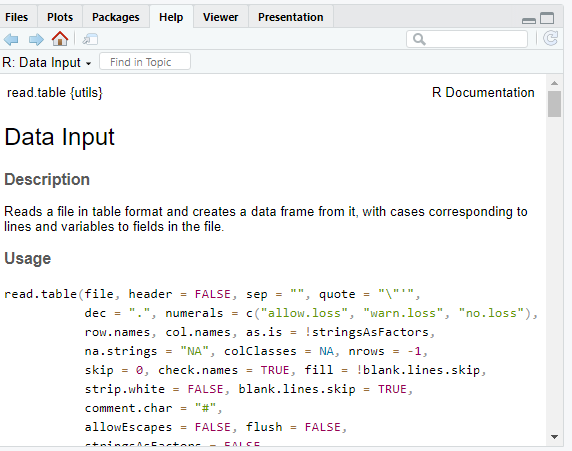 Files Plots Packages Help Viewer Presentation
R: Data Input Find in Topic
read.table {utils} R Documentation
Data Input
Description
Reads a file in table format and creates a data frame from it, with cases corresponding to
lines and variables to fields in the file.
Usage
read.table(file, header = FALSE, sep = "", quote = "\"'",
dec = ".", numerals = c("allow.loss", "warn.loss", "no.loss"),
row.names, col.names, as.is = !stringsAsFactors,
na.strings = "NA", colClasses = NA, nrows = -1,
skip = 0, check.names = TRUE, fill = !blank.lines.skip,
strip.white = FALSE, blank.lines.skip = TRUE,
comment.char = "#",
allowEscapes = FALSE, flush = FALSE,
stringsAsFactors = FALSE